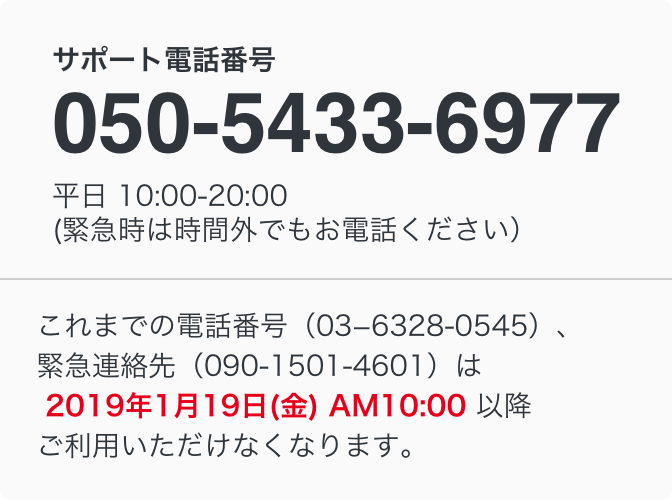 サポート電話番号
050-5433-6977
平日 10:00-20:00
(緊急時は時間外でもお電話ください）
これまでの電話番号（03–6328-0545）、
緊急連絡先（090-1501-4601）は
2019年1月19日(金) AM10:00 以降
ご利用いただけなくなります。